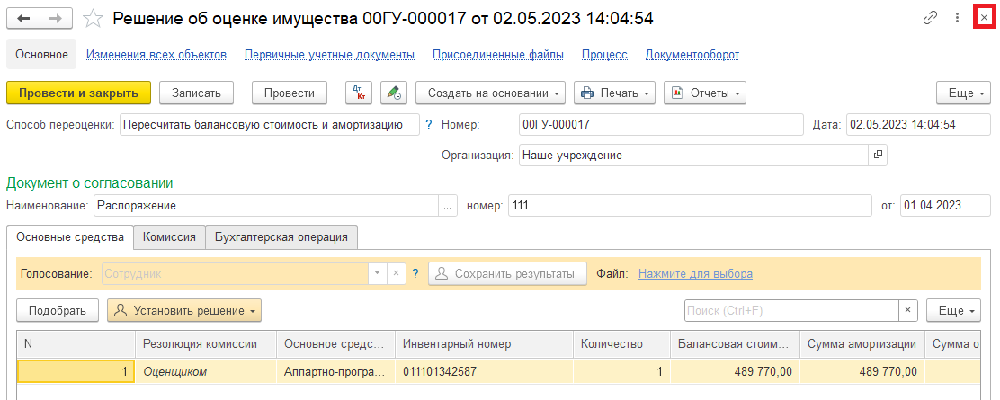 Решение об оценке имущества 00ГУ-000017 от 02.05.2023 14:04:54
Основное Изменения всех объектов Первичные учетные документы Присоединенные файлы Процесс Документооборот
Провести и закрыть Записать Провести Дт Кт Создать на основании Печать Отчеты Еще
Способ переоценки: Пересчитать балансовую стоимость и амортизацию ? Номер: 00ГУ-000017 Дата: 02.05.2023 14:04:54
Организация: Наше учреждение
Документ о согласовании
Наименование: Распоряжение ... номер: 111 от: 01.04.2023
Основные средства Комиссия Бухгалтерская операция
Голосование: Сотрудник × ? Сохранить результаты Файл: Нажмите для выбора
Подобрать Установить решение Поиск (Ctrl+F) × Еще
N Резолюция комиссии Основное средс... Инвентарный номер Количество Балансовая стоим... Сумма амортизации Сумма о
1 Оценщиком Аппартно-програ... 011101342587 1 489 770,00 489 770,00